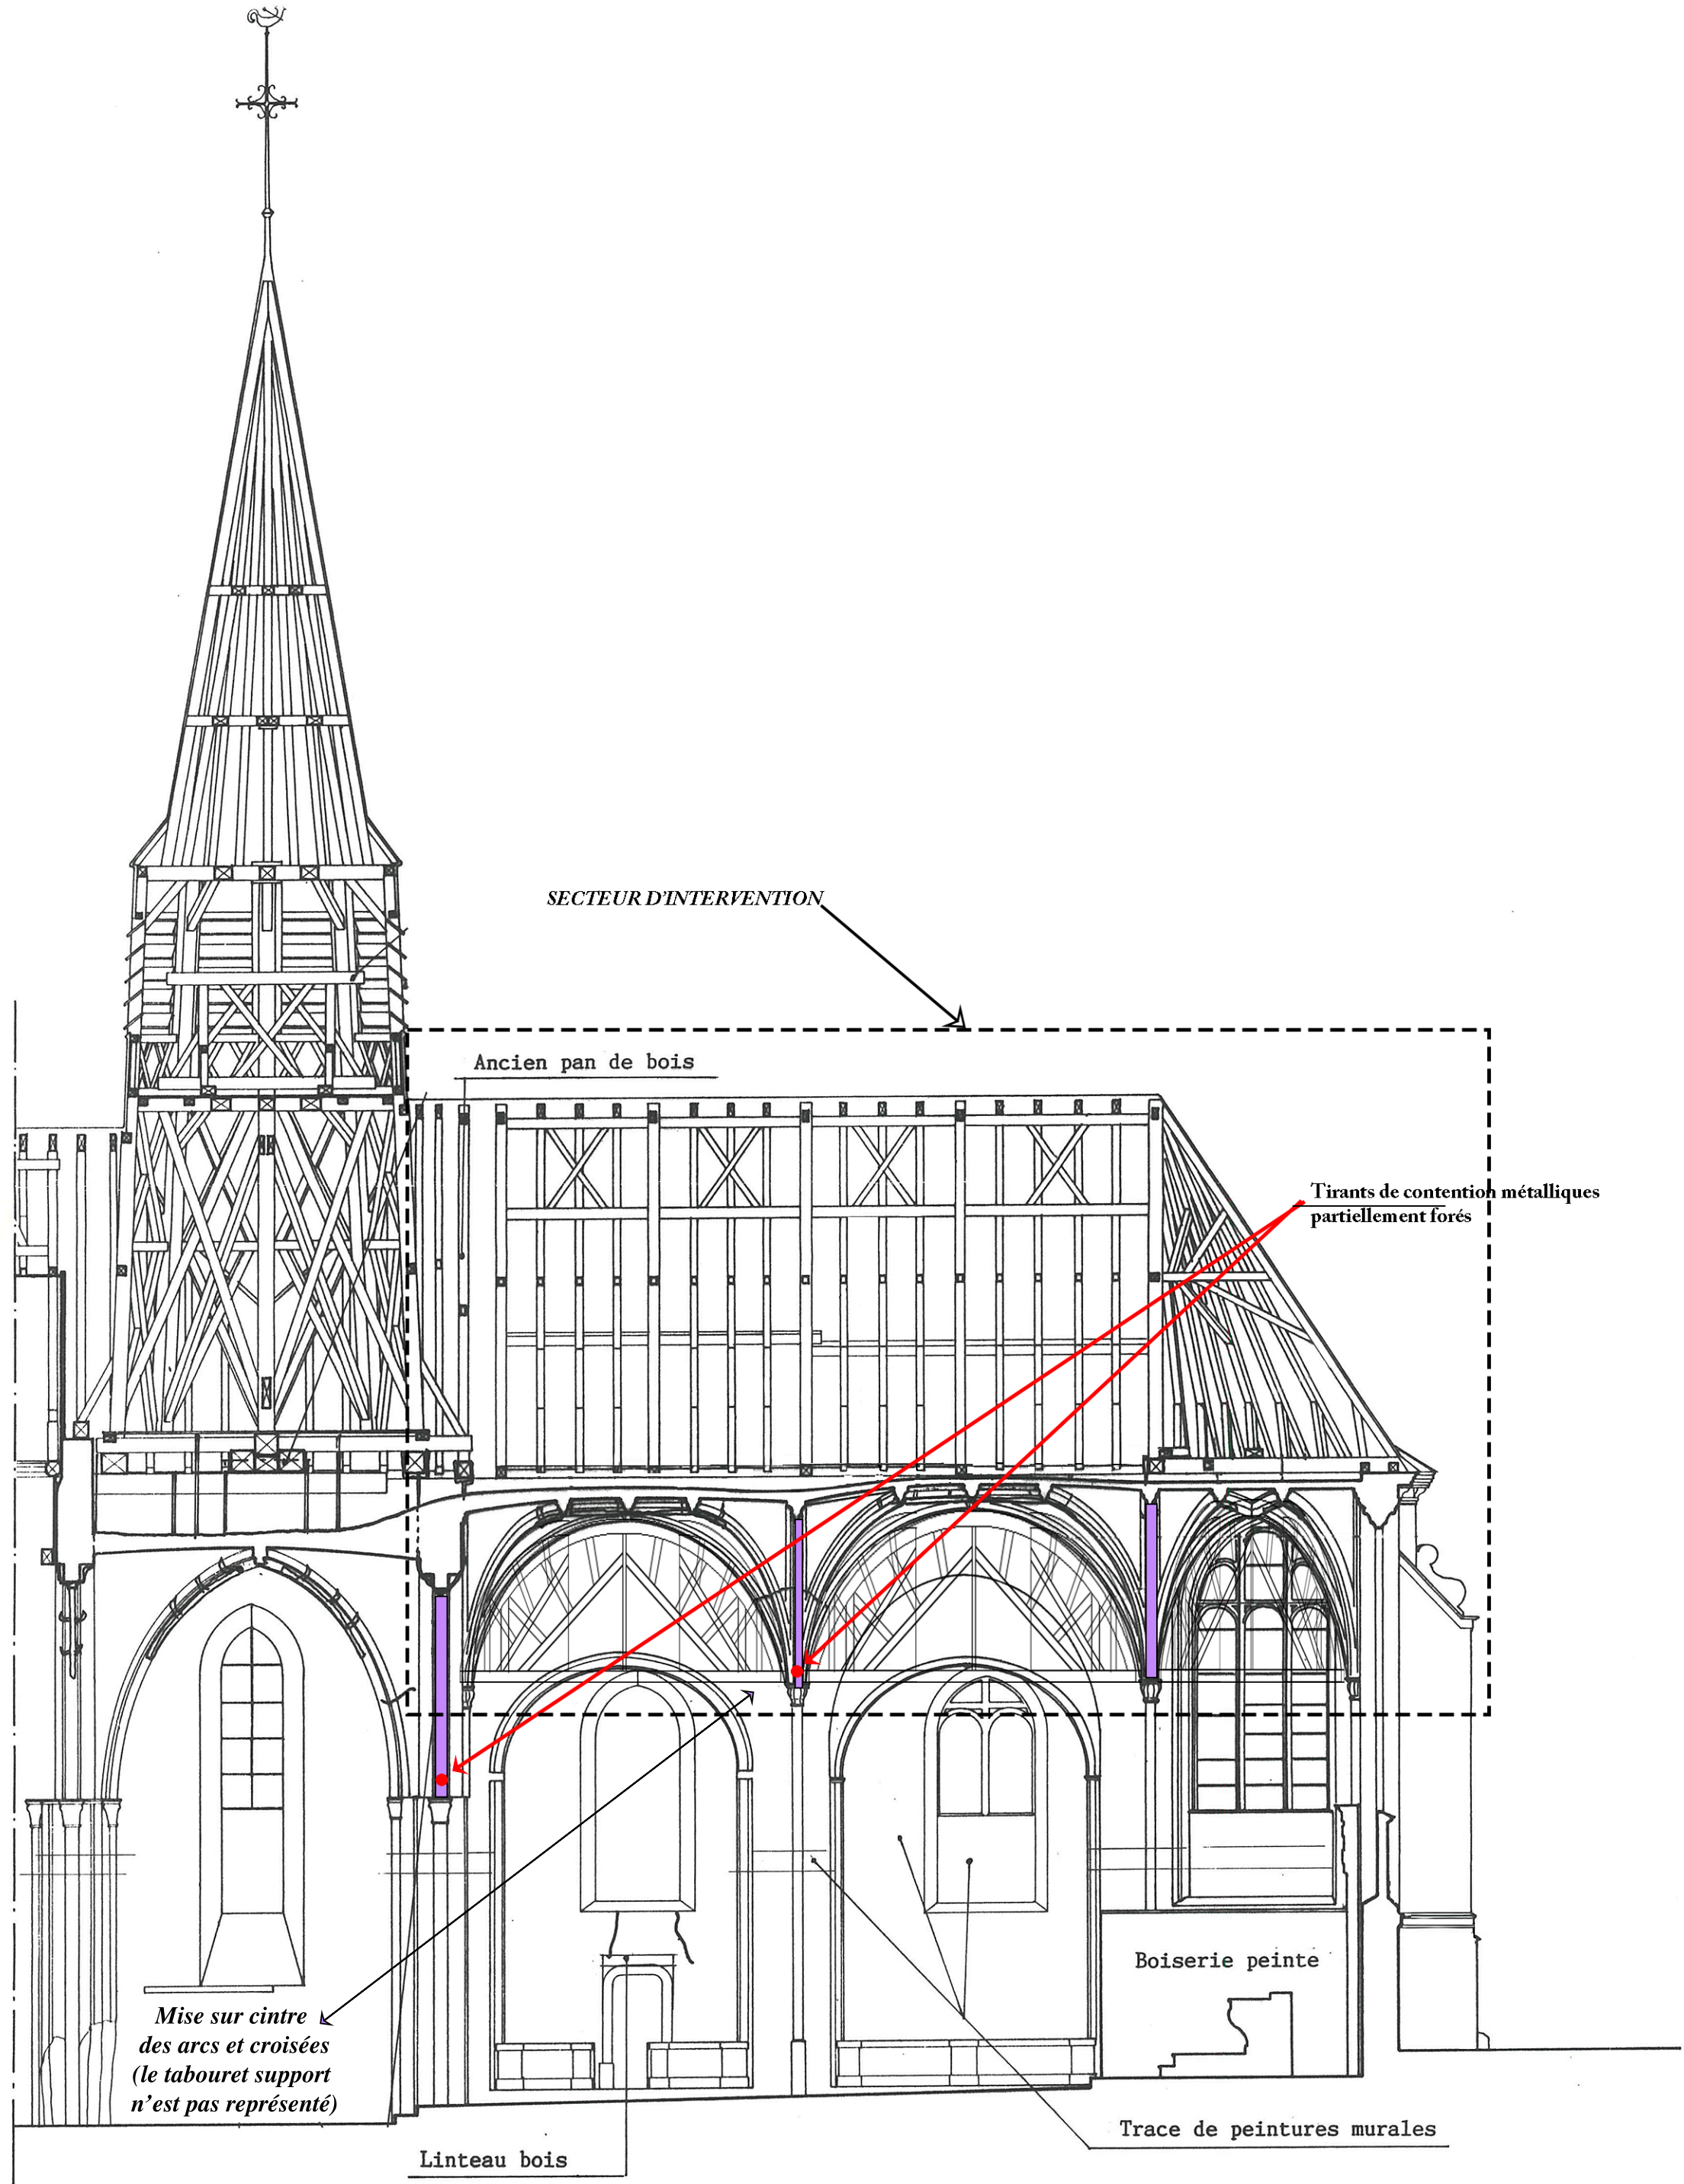 SECTEUR D'INTERVENTION
Ancien pan de bois
Tirants de contention métalliques
partiellement forés
Boiserie peinte
Mise sur cintre
des arcs et croisées
(le tabouret support
n'est pas représenté)
Trace de peintures murales
Linteau bois